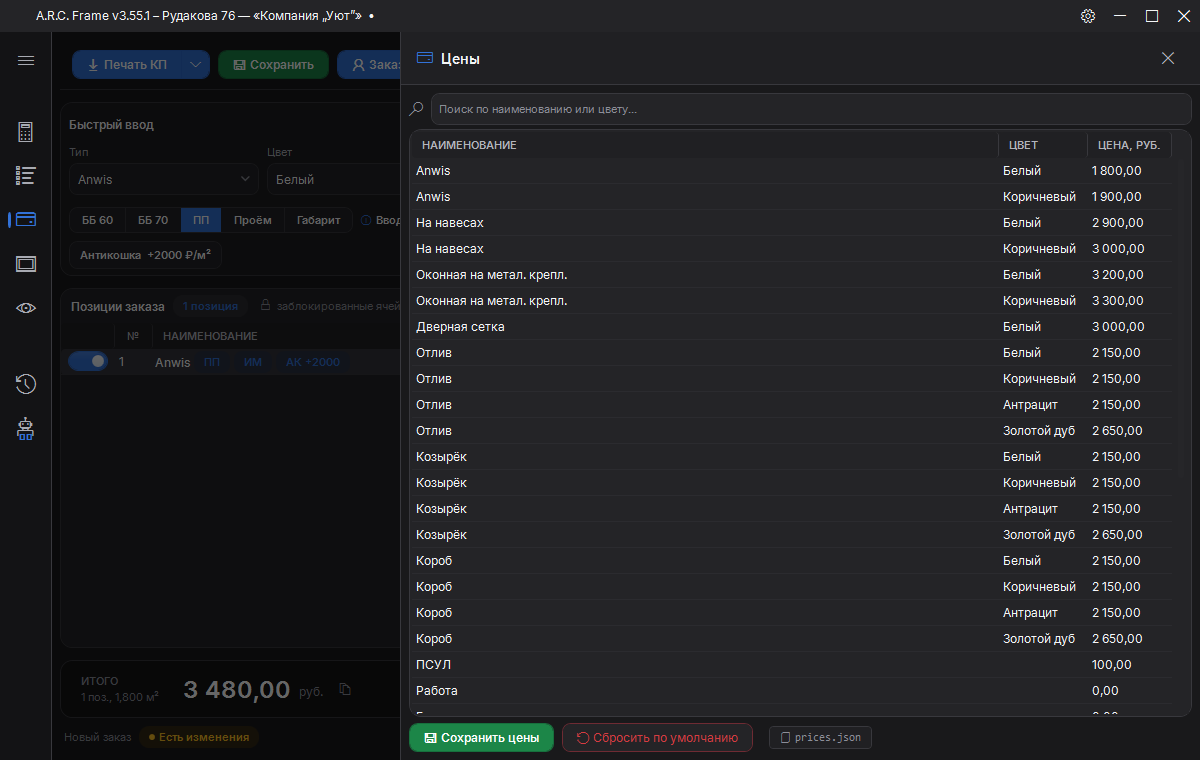 A.R.C. Frame v3.55.1 – Рудакова 76 — «Компания „Уют"» •
Печать КП
Сохранить
Зака
Быстрый ввод
Тип
Цвет
Anwis
Белый
ББ 60
ББ 70
ПП
Проём
Габарит
Ввод
Антикошка +2000 ₽/м²
Позиции заказа
1 позиция
заблокированные ячей
№
НАИМЕНОВАНИЕ
1
Anwis
ПП
ИМ
АК +2000
ИТОГО
1 поз., 1,800 м²
3 480,00 руб.
Новый заказ
Есть изменения
Цены
Поиск по наименованию или цвету...
НАИМЕНОВАНИЕ ЦВЕТ ЦЕНА, РУБ.
Anwis Белый 1 800,00
Anwis Коричневый 1 900,00
На навесах Белый 2 900,00
На навесах Коричневый 3 000,00
Оконная на метал. крепл. Белый 3 200,00
Оконная на метал. крепл. Коричневый 3 300,00
Дверная сетка Белый 3 000,00
Отлив Белый 2 150,00
Отлив Коричневый 2 150,00
Отлив Антрацит 2 150,00
Отлив Золотой дуб 2 650,00
Козырёк Белый 2 150,00
Козырёк Коричневый 2 150,00
Козырёк Антрацит 2 150,00
Козырёк Золотой дуб 2 650,00
Короб Белый 2 150,00
Короб Коричневый 2 150,00
Короб Антрацит 2 150,00
Короб Золотой дуб 2 650,00
ПСУЛ 100,00
Работа 0,00
Сохранить цены
Сбросить по умолчанию
prices.json